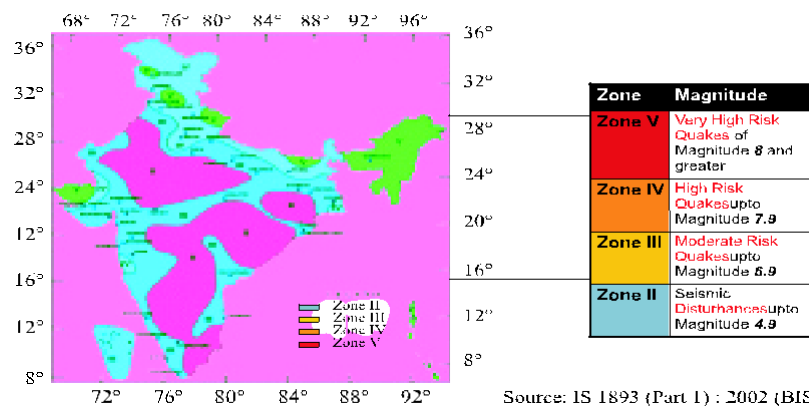 68° 72° 76° 80° 84° 88° 92° 96°
36°
32°
28°
24°
20°
12°
16°
12°
8°
36°
32°
28°
24°
20°
16°
12°
8°
72° 76° 80° 84° 88° 92°
Zone II
Zone III
Zone IV
Zone V
Zone Magnitude
Zone V Very High Risk
Quakes of
Magnitude 8 and
greater
Zone IV High Risk
Quakesupto
Magnitude 7.9
Zone III Moderate Risk
Quakesupto
Magnitude 6.9
Zone II Seismic
Disturbancesupto
Magnitude 4.9
Source: IS 1893 (Part 1) : 2002 (BIS